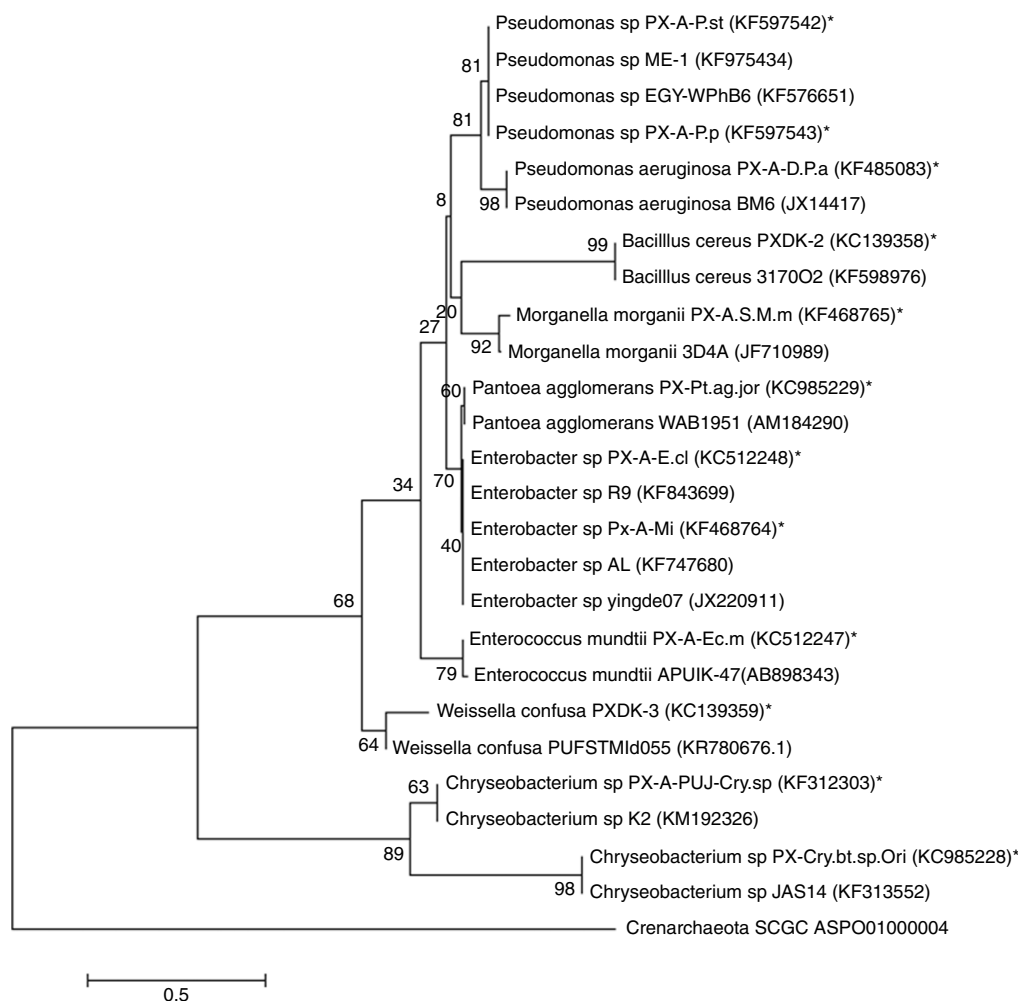 Pseudomonas sp PX-A-P.st (KF597542)*
81
Pseudomonas sp ME-1 (KF975434)
Pseudomonas sp EGY-WPhB6 (KF576651)
81
Pseudomonas sp PX-A-P.p (KF597543)*
Pseudomonas aeruginosa PX-A-D.P.a (KF485083)*
8
98
Pseudomonas aeruginosa BM6 (JX14417)
99
Bacilllus cereus PXDK-2 (KC139358)*
Bacilllus cereus 3170O2 (KF598976)
20
Morganella morganii PX-A.S.M.m (KF468765)*
27
92
Morganella morganii 3D4A (JF710989)
60
Pantoea agglomerans PX-Pt.ag.jor (KC985229)*
Pantoea agglomerans WAB1951 (AM184290)
Enterobacter sp PX-A-E.cl (KC512248)*
34
70
Enterobacter sp R9 (KF843699)
Enterobacter sp Px-A-Mi (KF468764)*
40
Enterobacter sp AL (KF747680)
68
Enterobacter sp yingde07 (JX220911)
Enterococcus mundtii PX-A-Ec.m (KC512247)*
79
Enterococcus mundtii APUIK-47(AB898343)
Weissella confusa PXDK-3 (KC139359)*
64
Weissella confusa PUFSTMId055 (KR780676.1)
63
Chryseobacterium sp PX-A-PUJ-Cry.sp (KF312303)*
Chryseobacterium sp K2 (KM192326)
89
Chryseobacterium sp PX-Cry.bt.sp.Ori (KC985228)*
98
Chryseobacterium sp JAS14 (KF313552)
Crenarchaeota SCGC ASPO01000004
0.5